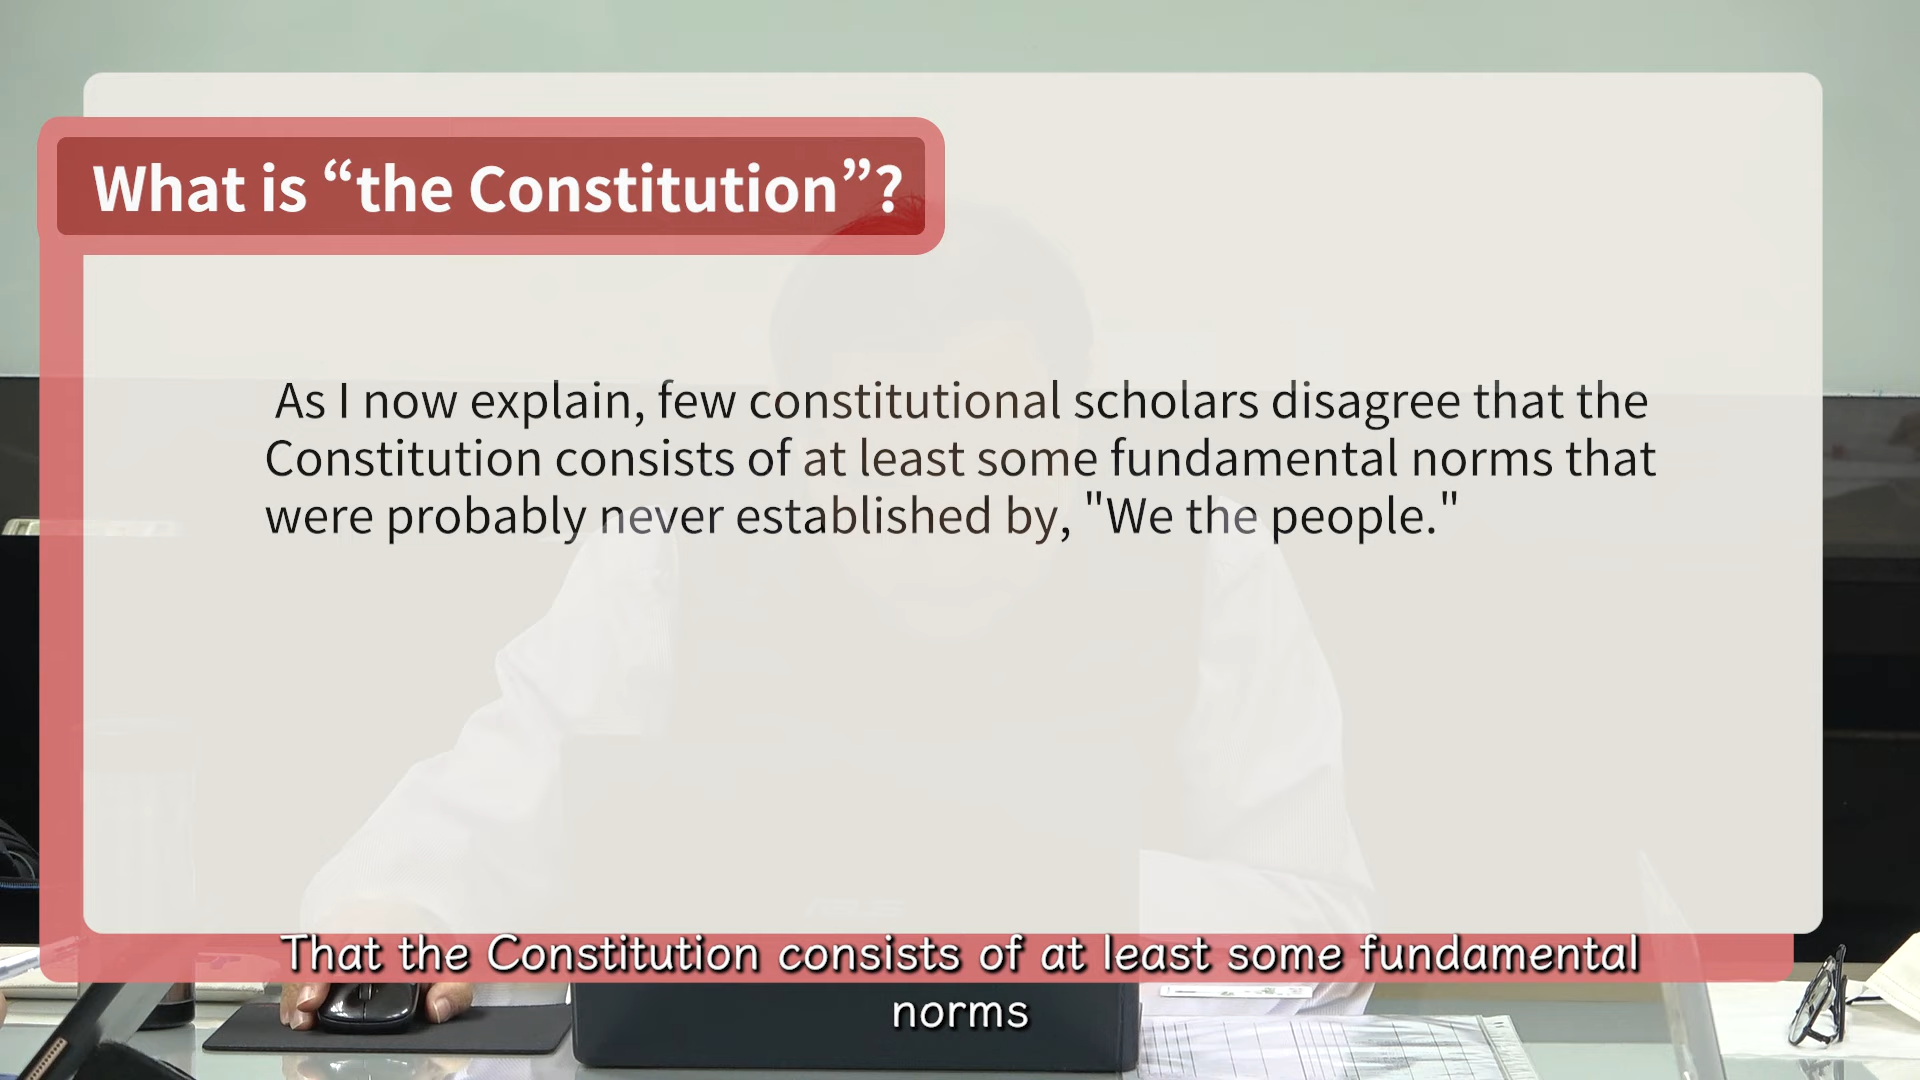 What is “the Constitution”?
As I now explain, few constitutional scholars disagree that the
Constitution consists of at least some fundamental norms that
were probably never established by, "We the people."
That the Constitution consists of at least some fundamental
norms